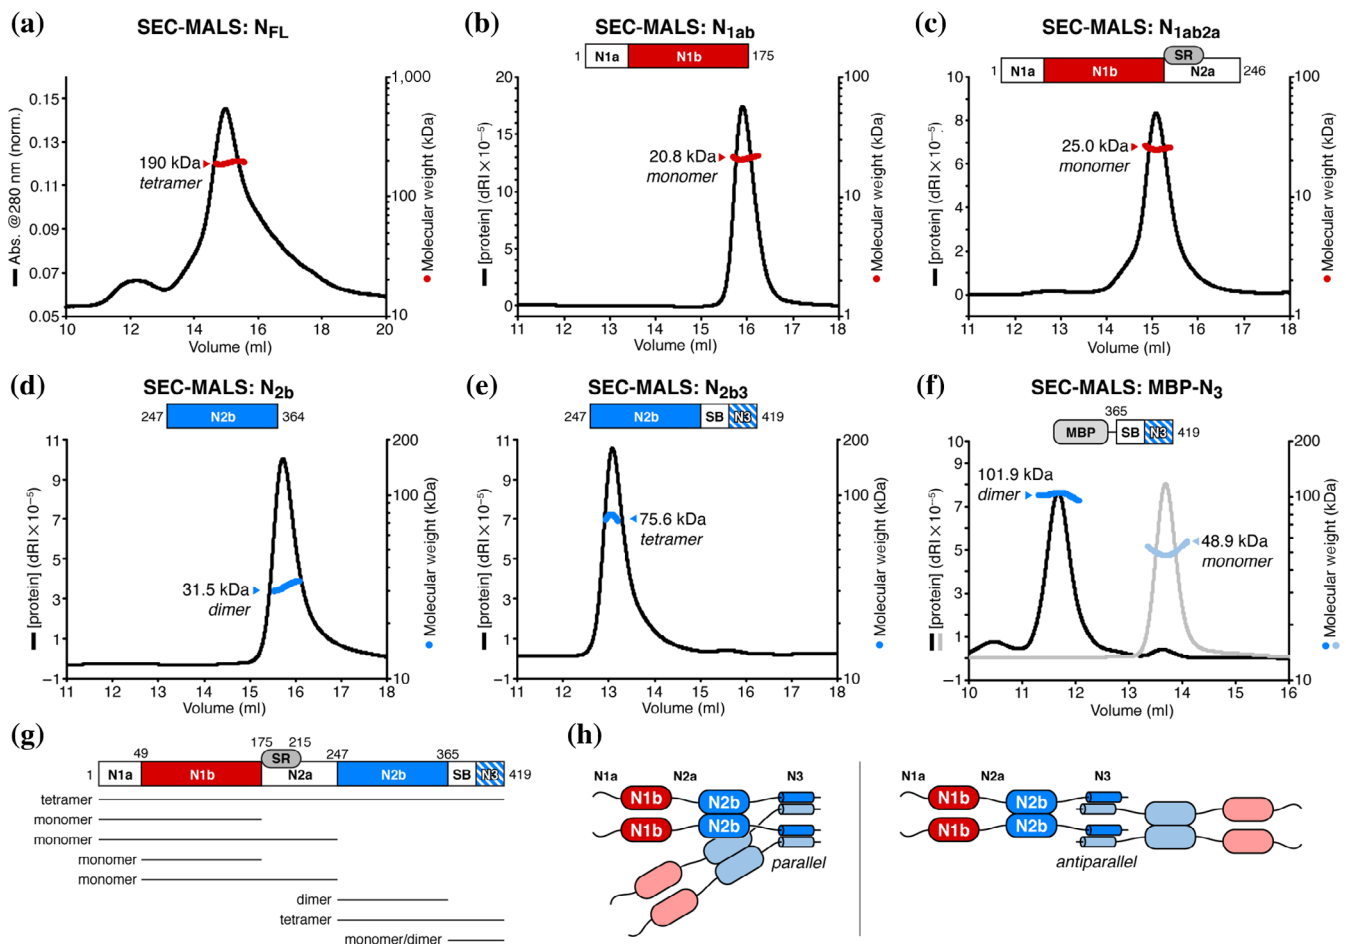 (a)
SEC-MALS: N_FL
Abs. @280 nm (norm.)
0.15
0.13
0.11
0.09
0.07
0.05
190 kDa
tetramer
1,000
100
10
Molecular weight (kDa)
10 12 14 16 18 20
Volume (ml)
(b)
SEC-MALS: N_1ab
1 N1a N1b 175
[protein] (dRI × 10⁻⁵)
20
15
10
5
0
20.8 kDa
monomer
100
10
1
Molecular weight (kDa)
11 12 13 14 15 16 17 18
Volume (ml)
(c)
SEC-MALS: N_1ab2a
SR
1 N1a N1b N2a 246
[protein] (dRI × 10⁻⁵)
10
8
6
4
2
0
25.0 kDa
monomer
100
10
1
Molecular weight (kDa)
11 12 13 14 15 16 17 18
Volume (ml)
(d)
SEC-MALS: N_2b
247 N2b 364
[protein] (dRI × 10⁻⁵)
11
9
7
5
3
1
−1
31.5 kDa
dimer
200
100
10
Molecular weight (kDa)
11 12 13 14 15 16 17 18
Volume (ml)
(e)
SEC-MALS: N_2b3
247 N2b SB N3 419
[protein] (dRI × 10⁻⁵)
11
9
7
5
3
1
−1
75.6 kDa
tetramer
200
100
10
Molecular weight (kDa)
11 12 13 14 15 16 17 18
Volume (ml)
(f)
SEC-MALS: MBP-N_3
365
MBP SB N3 419
[protein] (dRI × 10⁻⁵)
10
9
7
5
3
1
−1
101.9 kDa
dimer
48.9 kDa
monomer
200
100
10
Molecular weight (kDa)
10 11 12 13 14 15 16
Volume (ml)
(g)
49 175 215 247 365
SR
1 N1a N1b N2a N2b SB N3 419
tetramer
monomer
monomer
monomer
monomer
dimer
tetramer
monomer/dimer
(h)
N1a N2a N3
N1b N2b
N1b N2b
parallel
N1a N2a N3
N1b N2b
N1b N2b
antiparallel